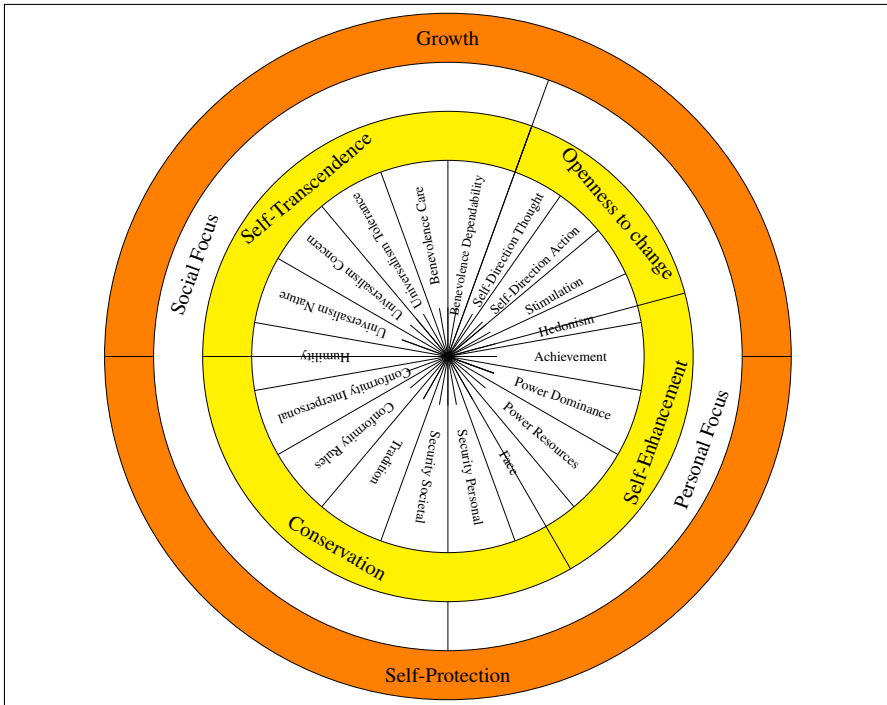 Growth
Social Focus
Personal Focus
Self-Protection
Self-Transcendence
Openness to change
Self-Enhancement
Conservation
Benevolence Dependability
Self-Direction Thought
Self-Direction Action
Stimulation
Hedonism
Achievement
Power Dominance
Power Resources
Face
Security Personal
Security Societal
Tradition
Conformity Rules
Conformity Interpersonal
Humility
Universalism Nature
Universalism Concern
Universalism Tolerance
Benevolence Care